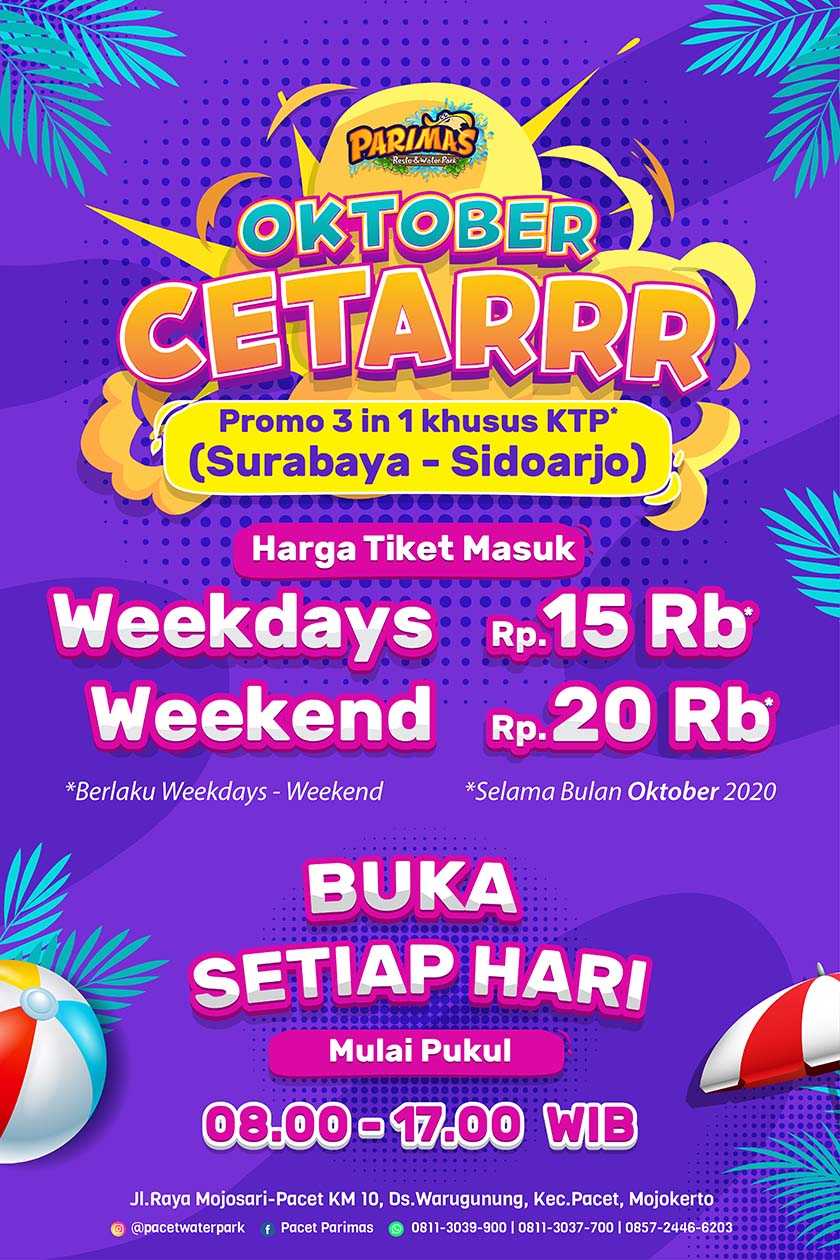 PARIMAS
Resto & Water Park
OKTOBER
CETARRR
Promo 3 in 1 khusus KTP*
(Surabaya - Sidoarjo)
Harga Tiket Masuk
Weekdays Rp.15 Rb*
Weekend Rp.20 Rb*
*Berlaku Weekdays - Weekend *Selama Bulan Oktober 2020
BUKA
SETIAP HARI
Mulai Pukul
08.00 - 17.00 WIB
Jl.Raya Mojosari-Pacet KM 10, Ds.Warugunung, Kec.Pacet, Mojokerto
@pacetwaterpark Pacet Parimas 0811-3039-900 | 0811-3037-700 | 0857-2446-6203